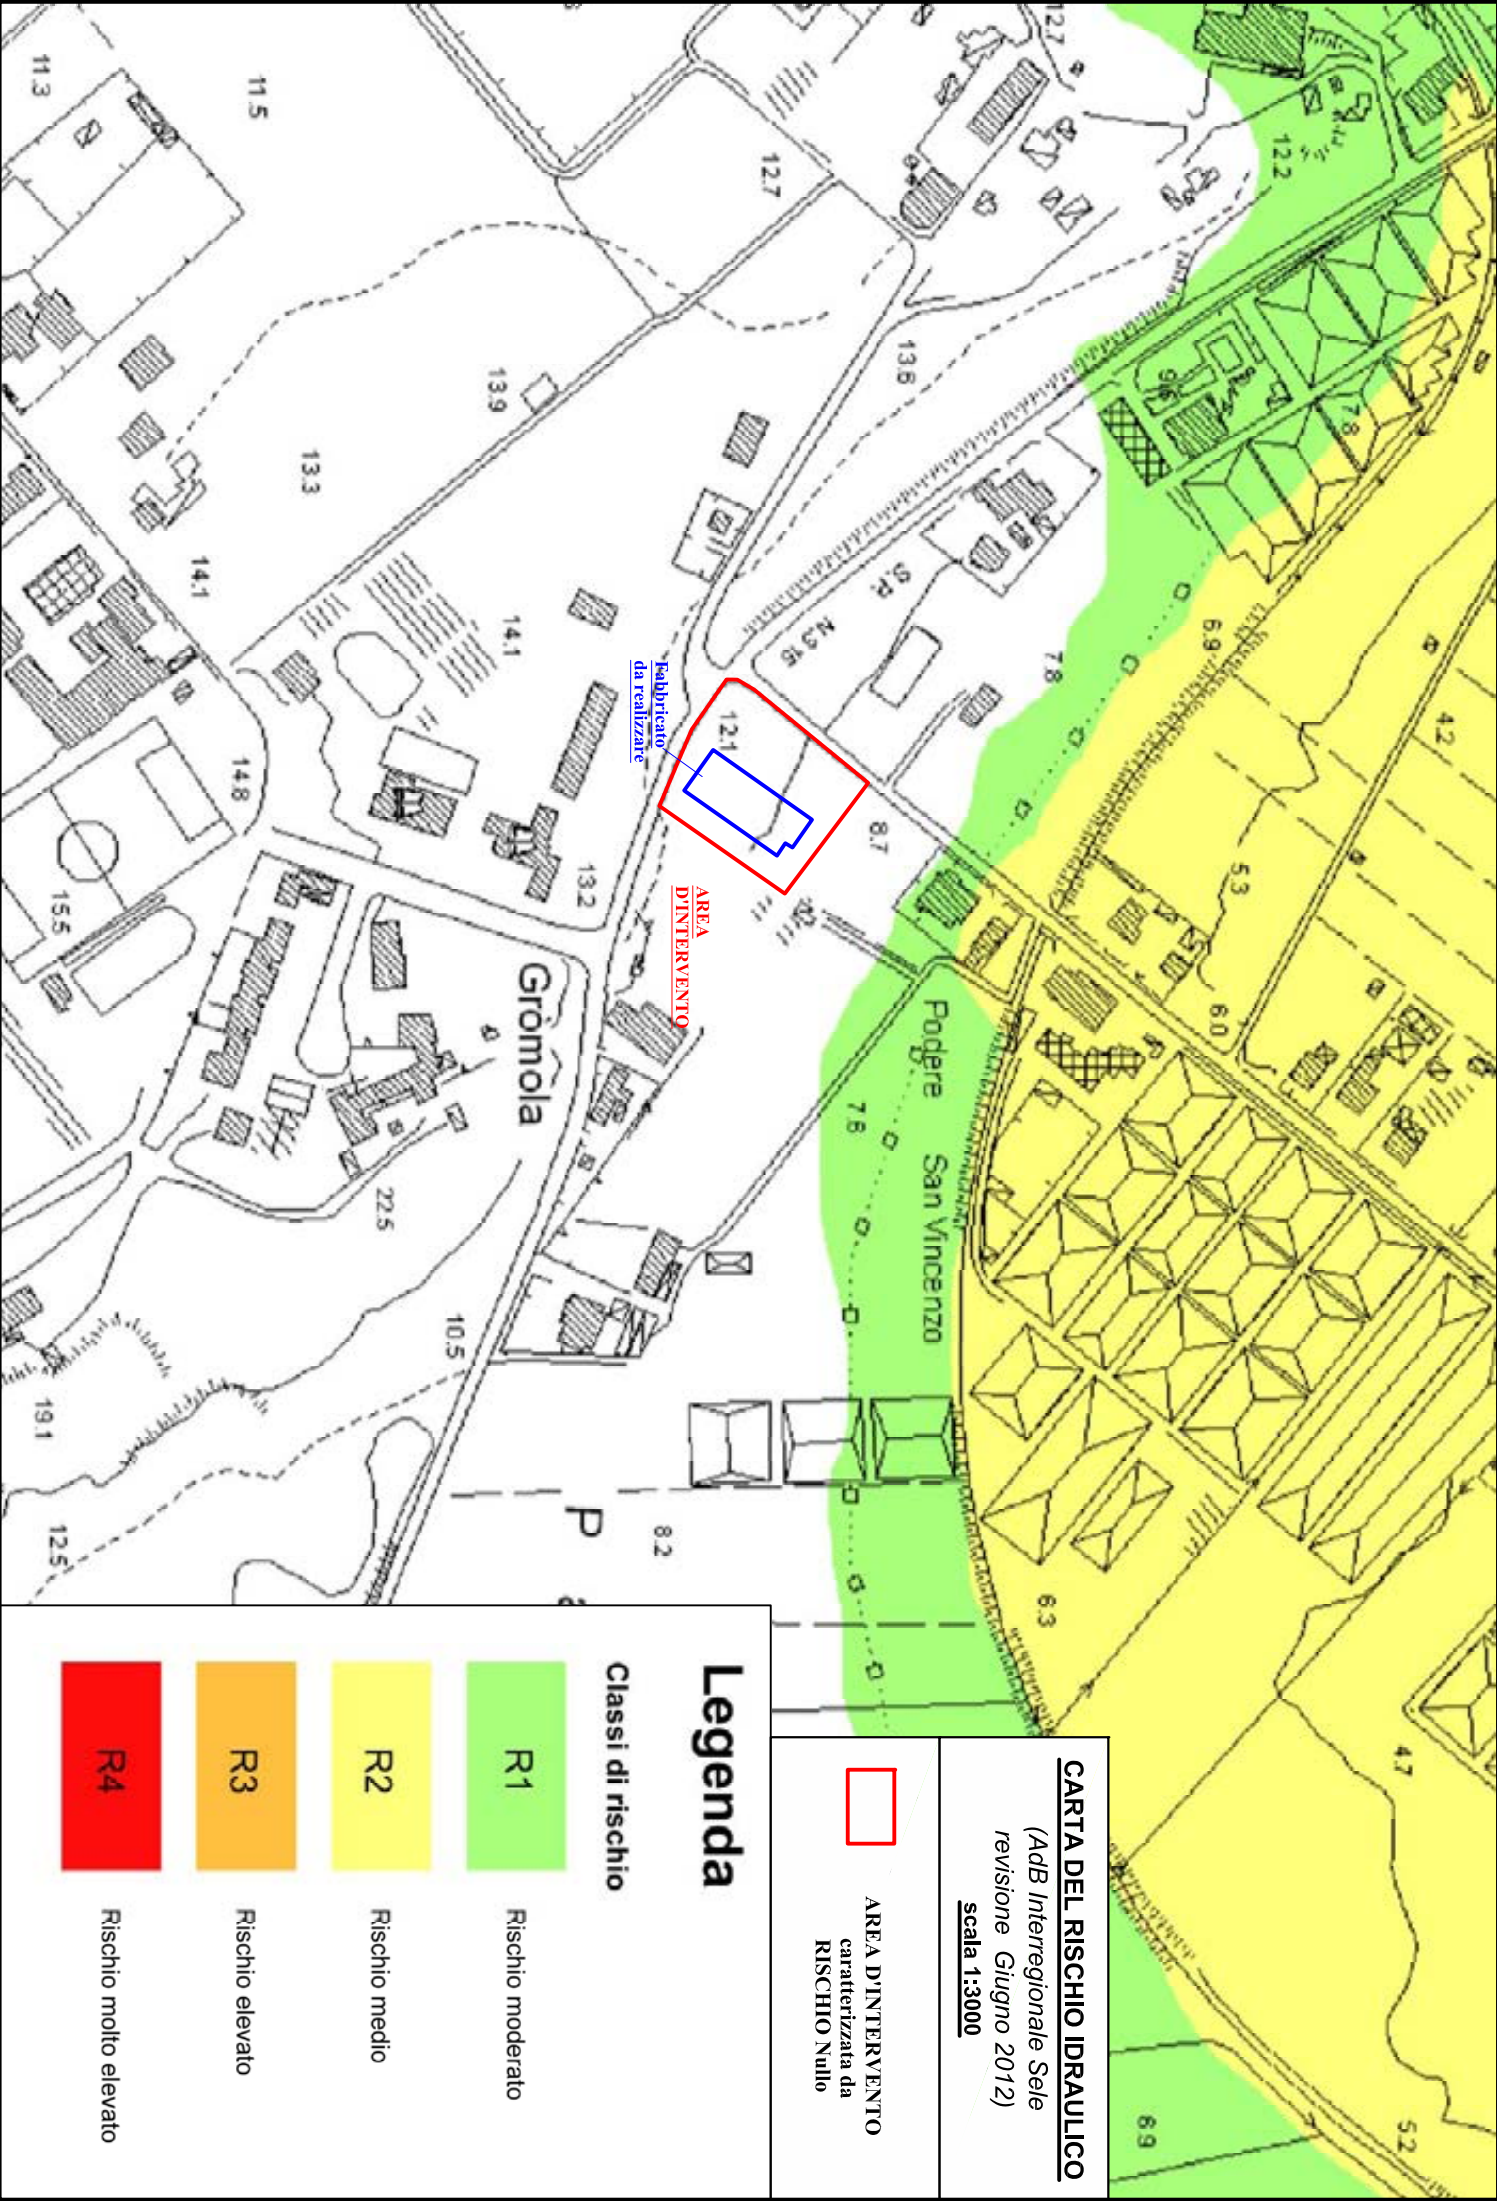 CARTA DEL RISCHIO IDRAULICO
(AdB Interregionale Sele
revisione Giugno 2012)
scala 1:3000
AREA D'INTERVENTO
caratterizzata da
RISCHIO Nullo
Legenda
Classi di rischio
R1
Rischio moderato
R2
Rischio medio
R3
Rischio elevato
R4
Rischio molto elevato
Fabbricato
da realizzare
AREA
D'INTERVENTO
Gromola
Podere San Vincenzo
S.P. N.315
P
12.7
12.2
11.3
11.5
12.7
13.6
13.9
13.3
9.6
7.8
14.1
14.1
7.8
6.9
4.2
12.1
8.7
5.3
14.8
13.2
15.5
6.0
7.6
22.5
10.5
19.1
12.5
8.2
6.3
4.7
5.2
6.9